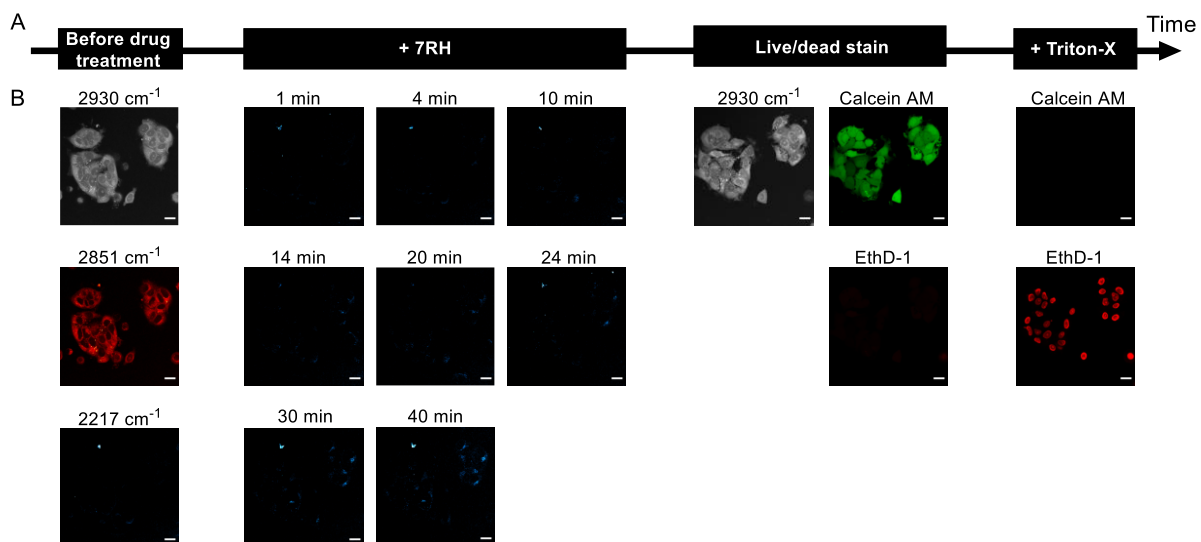 A
Time
Before drug
treatment
+ 7RH
Live/dead stain
+ Triton-X
B
2930 cm⁻¹
1 min
4 min
10 min
2930 cm⁻¹
Calcein AM
Calcein AM
2851 cm⁻¹
14 min
20 min
24 min
EthD-1
EthD-1
2217 cm⁻¹
30 min
40 min